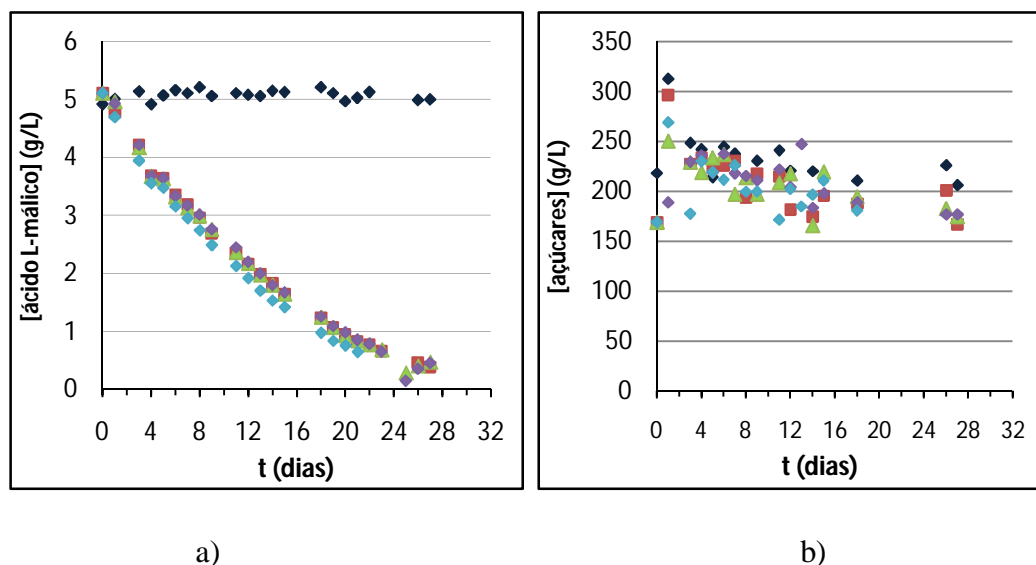 [ácido L-málico] (g/L)
6
5
4
3
2
1
0
0 4 8 12 16 20 24 28 32
t (dias)
a)
[açúcares] (g/L)
350
300
250
200
150
100
50
0
0 4 8 12 16 20 24 28 32
t (dias)
b)